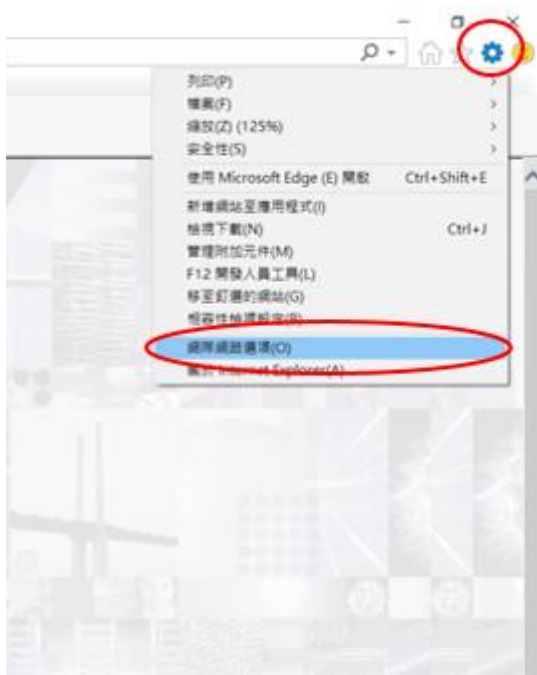 列印(P)
檔案(F)
縮放(Z) (125%)
安全性(S)
使用 Microsoft Edge (E) 開啟 Ctrl+Shift+E
新增網站至應用程式(I)
檢視下載(N) Ctrl+J
管理附加元件(M)
F12 開發人員工具(L)
移至釘選的網站(G)
相容性檢視設定(B)
網際網路選項(O)
關於 Internet Explorer(A)